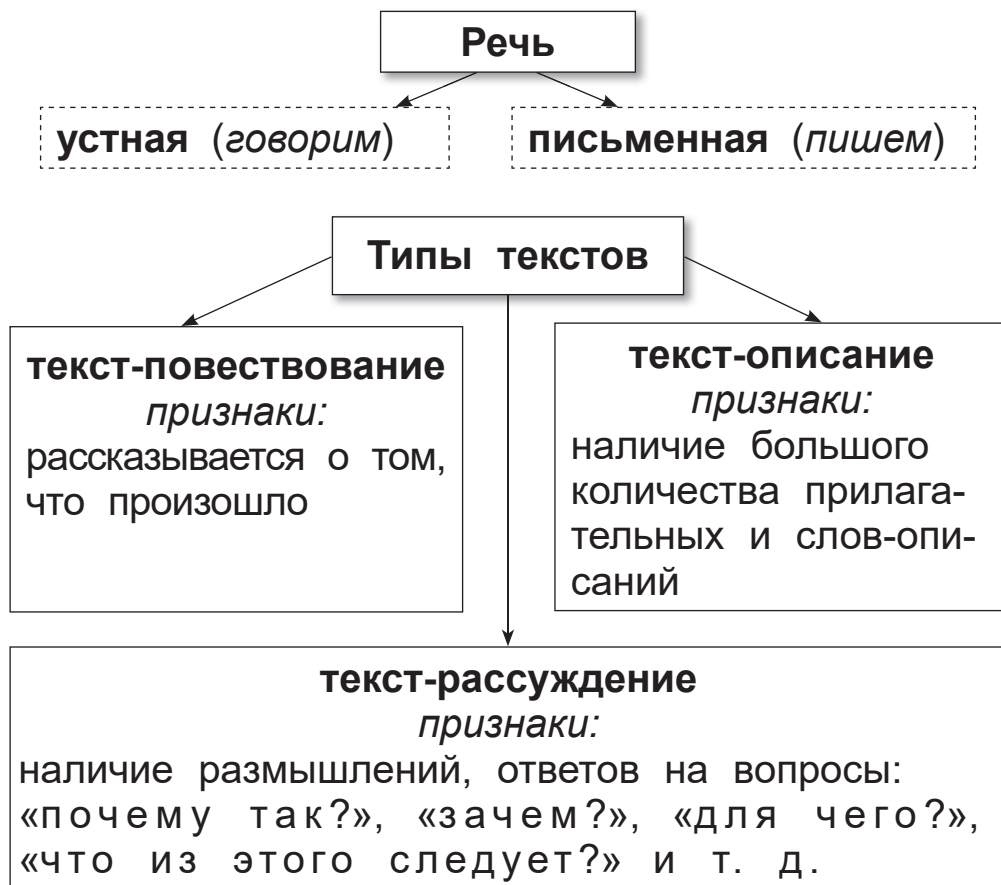 Речь
устная (говорим)
письменная (пишем)
Типы текстов
текст-повествование
признаки:
рассказывается о том,
что произошло
текст-описание
признаки:
наличие большого
количества прилага-
тельных и слов-опи-
саний
текст-рассуждение
признаки:
наличие размышлений, ответов на вопросы:
«почему так?», «зачем?», «для чего?»,
«что из этого следует?» и т. д.